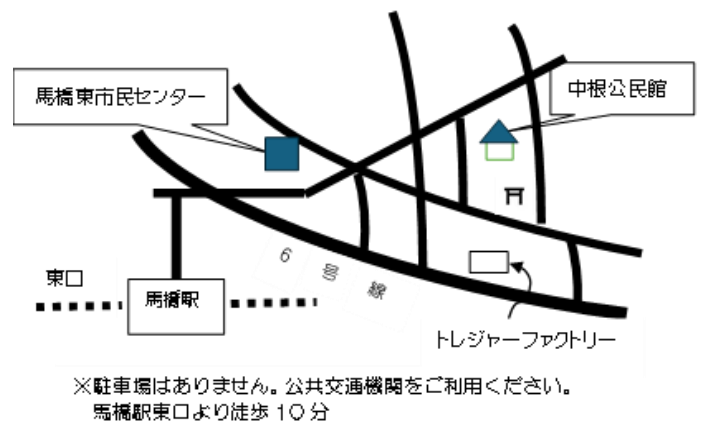 馬橋東市民センター
中根公民館
6号線
東口
馬橋駅
トレジャーファクトリー
※駐車場はありません。公共交通機関をご利用ください。
馬橋駅東口より徒歩10分